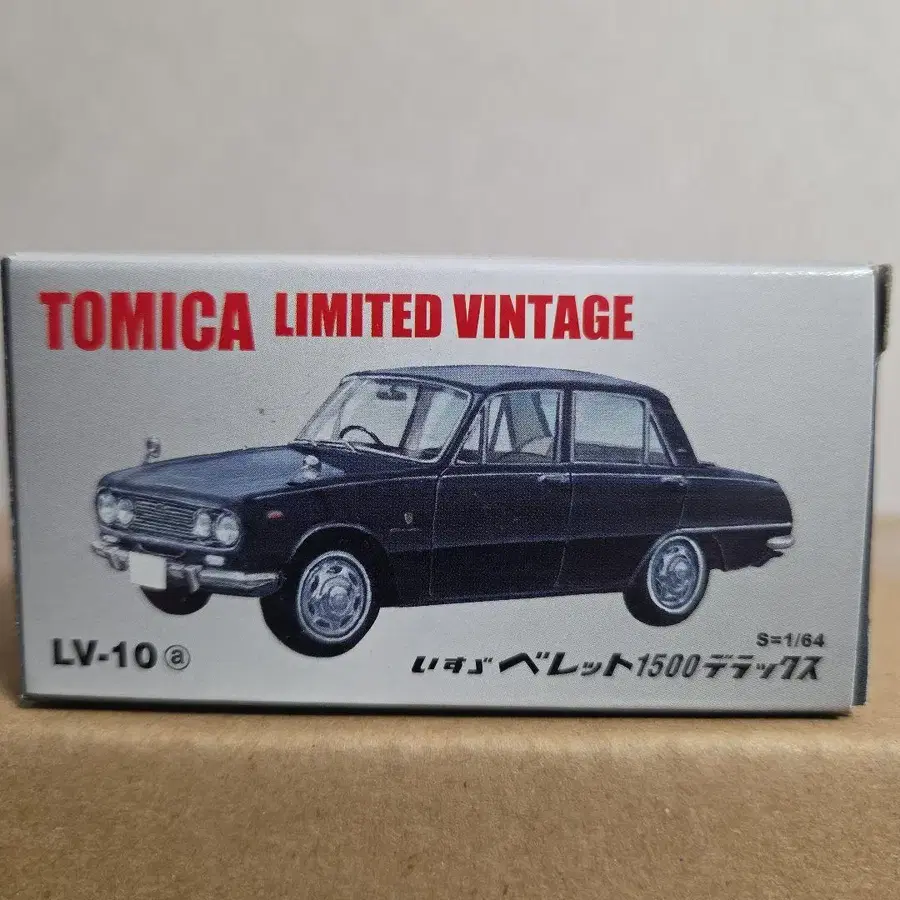 TOMICA LIMITED VINTAGE
S=1/64
LV-10 ⓐ
いすゞ ベレット1500デラックス